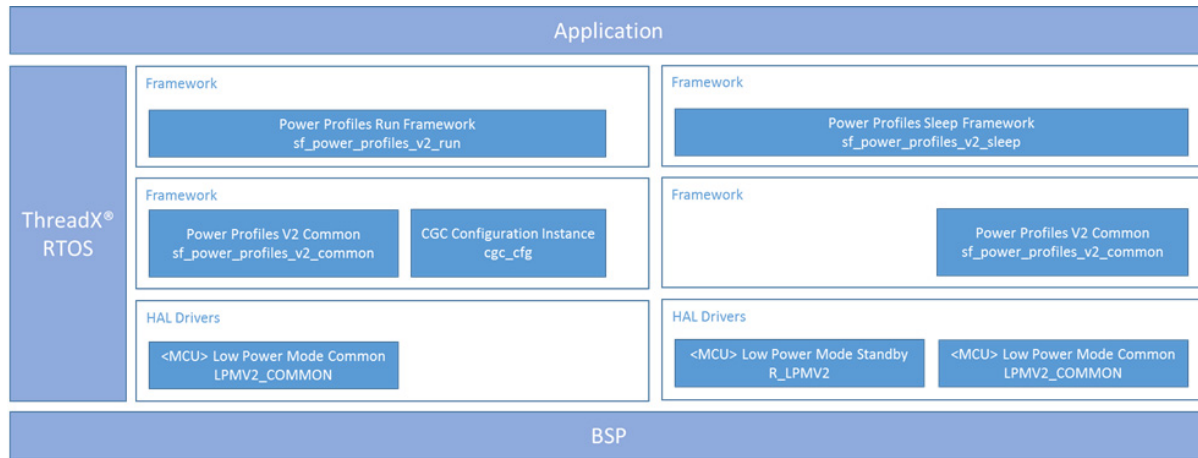 Application
ThreadX®
RTOS
Framework
Power Profiles Run Framework
sf_power_profiles_v2_run
Framework
Power Profiles Sleep Framework
sf_power_profiles_v2_sleep
Framework
Power Profiles V2 Common
sf_power_profiles_v2_common
CGC Configuration Instance
cgc_cfg
Framework
Power Profiles V2 Common
sf_power_profiles_v2_common
HAL Drivers
<MCU> Low Power Mode Common
LPMV2_COMMON
HAL Drivers
<MCU> Low Power Mode Standby
R_LPMV2
<MCU> Low Power Mode Common
LPMV2_COMMON
BSP